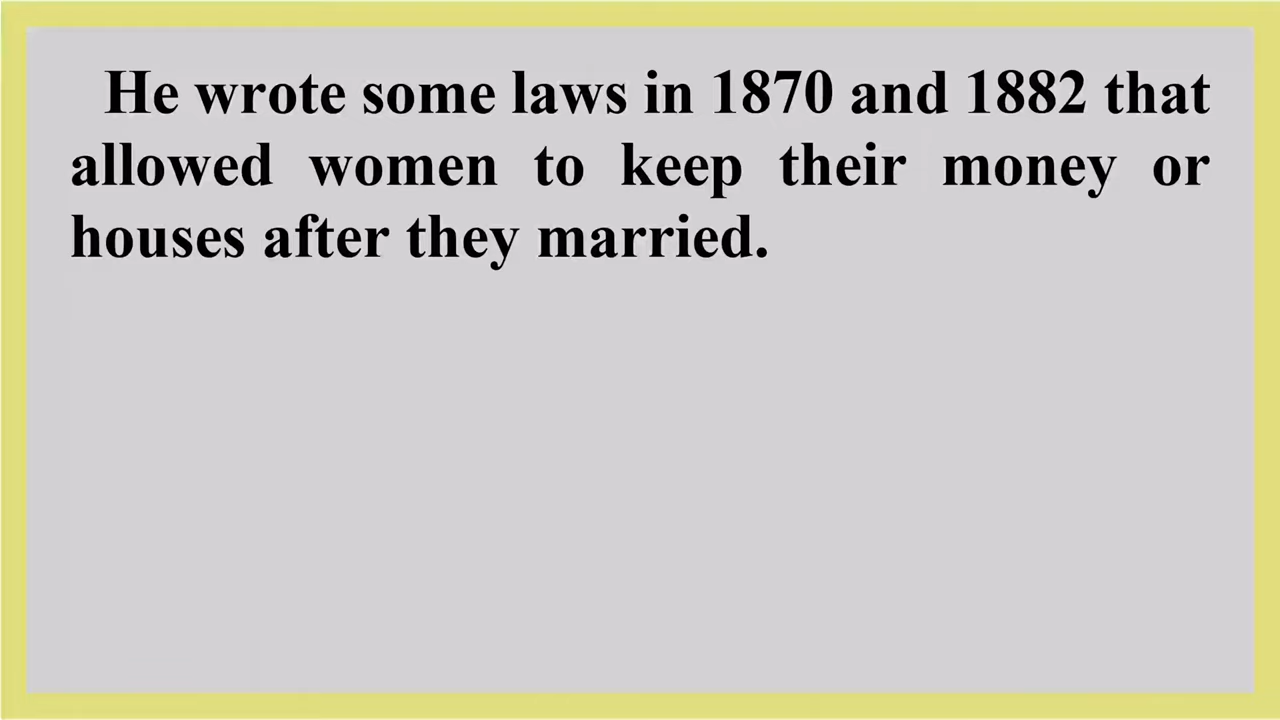 He wrote some laws in 1870 and 1882 that
allowed women to keep their money or
houses after they married.